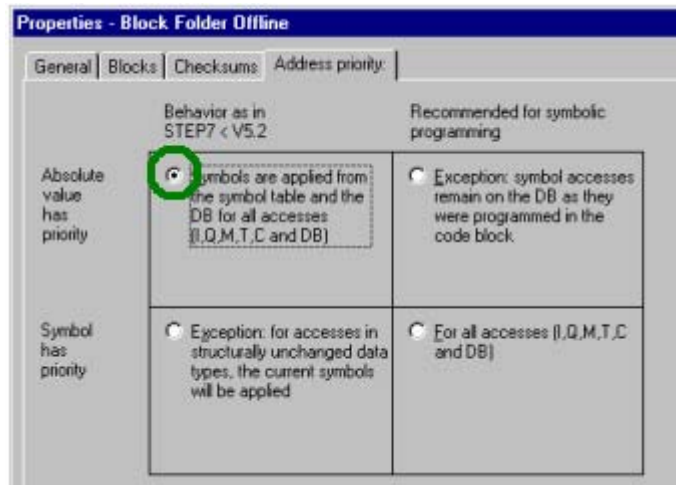 Properties - Block Folder Offline
General Blocks Checksums Address priority:
Behavior as in
STEP7 < V5.2
Recommended for symbolic
programming
Absolute
value
has
priority
Symbols are applied from
the symbol table and the
DB for all accesses
(I,Q,M,T,C and DB)
Exception: symbol accesses
remain on the DB as they
were programmed in the
code block
Symbol
has
priority
Exception: for accesses in
structurally unchanged data
types, the current symbols
will be applied
For all accesses (I,Q,M,T,C
and DB)